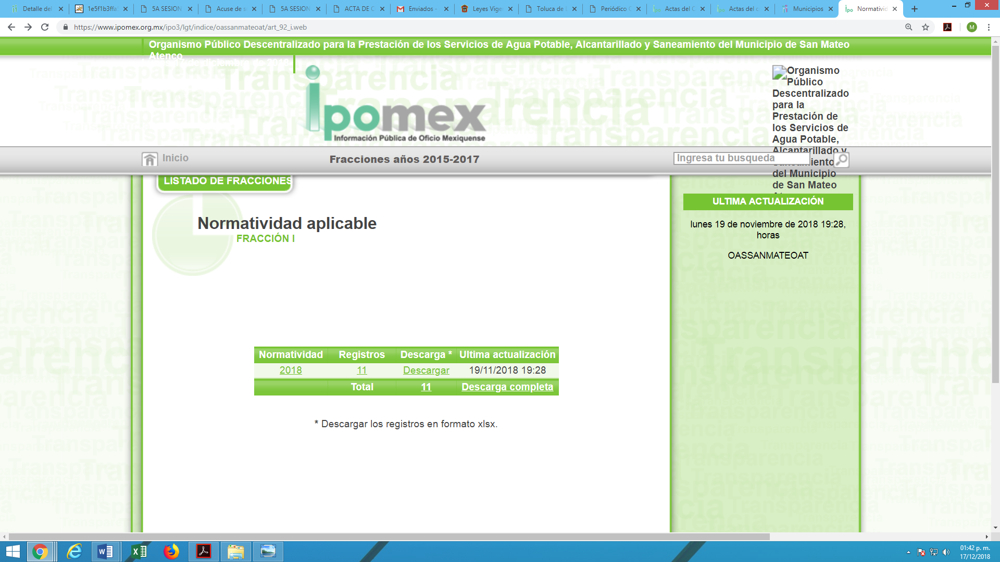 Detalle del
1e5f1b3ffa
5A SESION
Acuse de s
5A SESION
ACTA DE C
Enviados -
Leyes Vige
Toluca de L
Periódico O
Actas del C
Actas del c
Municipios
Normativid
https://www.ipomex.org.mx/ipo3/lgt/indice/oassanmateoat/art_92_i.web
M
Organismo Público Descentralizado para la Prestación de los Servicios de Agua Potable, Alcantarillado y Saneamiento del Municipio de San Mateo
Atenco
de diciembre de 2018
ipomex
Información Pública de Oficio Mexiquense
Organismo
Público
Descentralizado
para la
Prestación de
los Servicios de
Agua Potable,
Alcantarillado y
Saneamiento
del Municipio
de San Mateo
Inicio
Fracciones años 2015-2017
Ingresa tu busqueda
LISTADO DE FRACCIONES
Normatividad aplicable
FRACCIÓN I
ULTIMA ACTUALIZACIÓN
lunes 19 de noviembre de 2018 19:28,
horas
OASSANMATEOAT
Normatividad Registros Descarga * Ultima actualización
2018 11 Descargar 19/11/2018 19:28
Total 11 Descarga completa
* Descargar los registros en formato xlsx.
01:42 p. m.
17/12/2018